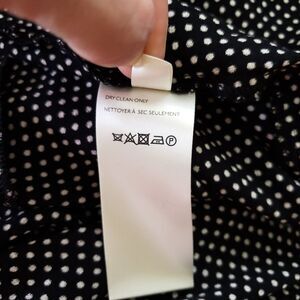 DRY CLEAN ONLY
NETTOYER À SEC SEULEMENT
P